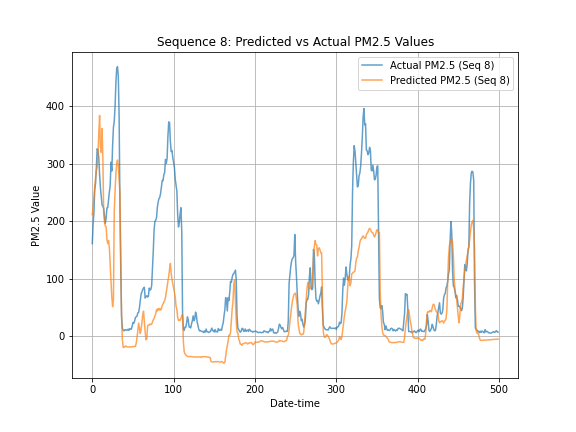 Sequence 8: Predicted vs Actual PM2.5 Values
Actual PM2.5 (Seq 8)
Predicted PM2.5 (Seq 8)
PM2.5 Value
400
300
200
100
0
0 100 200 300 400 500
Date-time